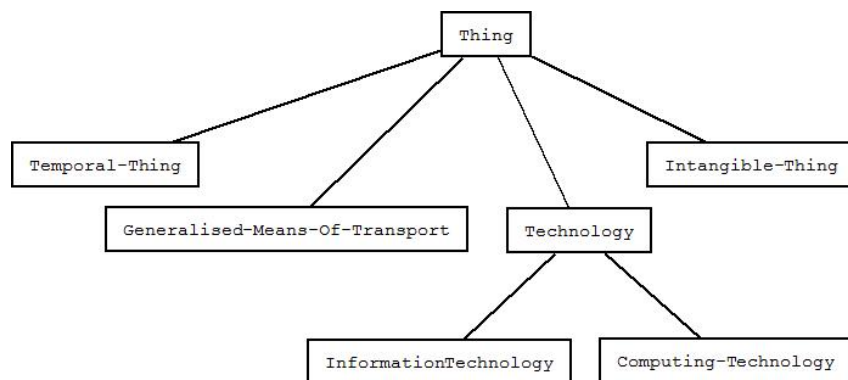 Thing
Temporal-Thing
Intangible-Thing
Generalised-Means-Of-Transport
Technology
InformationTechnology
Computing-Technology